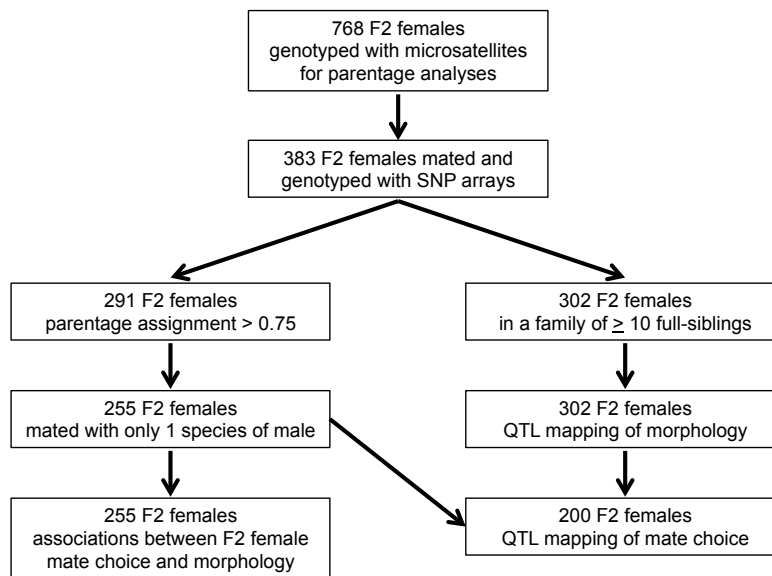 768 F2 females
genotyped with microsatellites
for parentage analyses
383 F2 females mated and
genotyped with SNP arrays
291 F2 females
parentage assignment > 0.75
302 F2 females
in a family of ≥ 10 full-siblings
255 F2 females
mated with only 1 species of male
302 F2 females
QTL mapping of morphology
255 F2 females
associations between F2 female
mate choice and morphology
200 F2 females
QTL mapping of mate choice